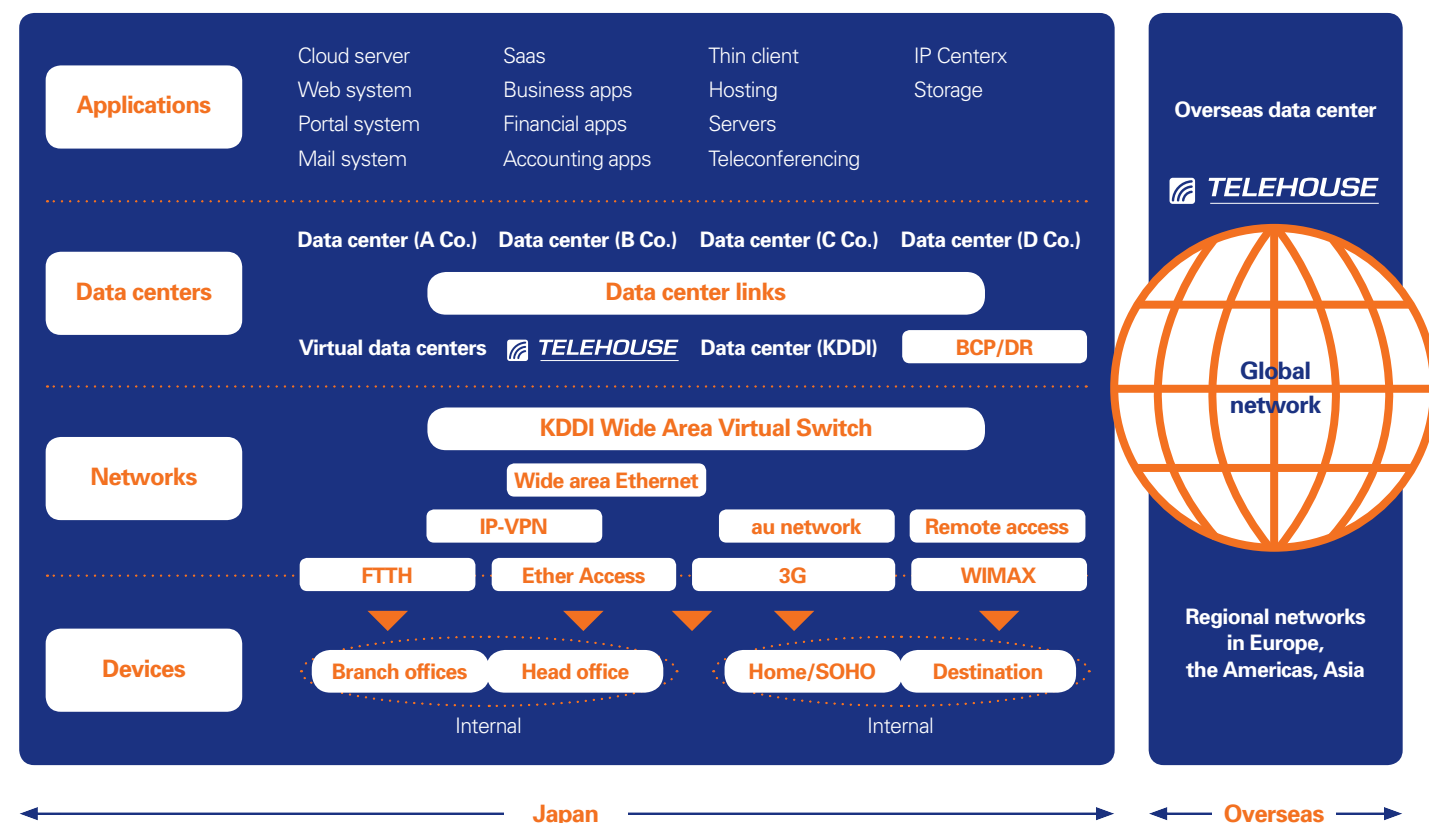 Applications
Cloud server
Web system
Portal system
Mail system
Saas
Business apps
Financial apps
Accounting apps
Thin client
Hosting
Servers
Teleconferencing
IP Centerx
Storage
Data centers
Data center (A Co.)
Data center (B Co.)
Data center (C Co.)
Data center (D Co.)
Data center links
Virtual data centers
TELEHOUSE
Data center (KDDI)
BCP/DR
Networks
KDDI Wide Area Virtual Switch
Wide area Ethernet
IP-VPN
au network
Remote access
FTTH
Ether Access
3G
WIMAX
Devices
Branch offices
Head office
Home/SOHO
Destination
Internal
Internal
Japan
Overseas data center
TELEHOUSE
Global
network
Regional networks
in Europe,
the Americas, Asia
Overseas